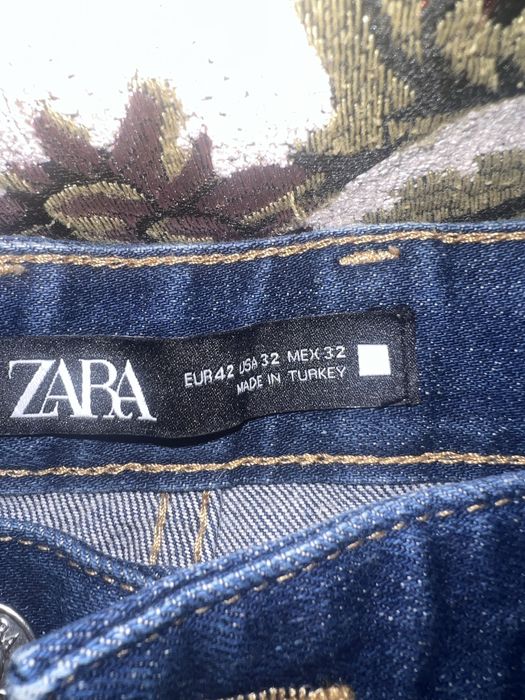 ZARA
EUR 42 USA 32 MEX 32
MADE IN TURKEY